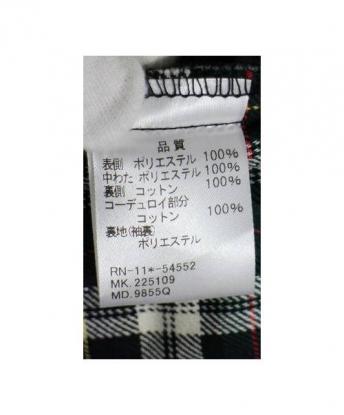 品質
表側 ポリエステル 100%
中わた ポリエステル 100%
裏側 コットン 100%
コーデュロイ部分
コットン 100%
裏地(袖裏)
ポリエステル
RN-11*-54552
MK. 225109
MD. 9855Q